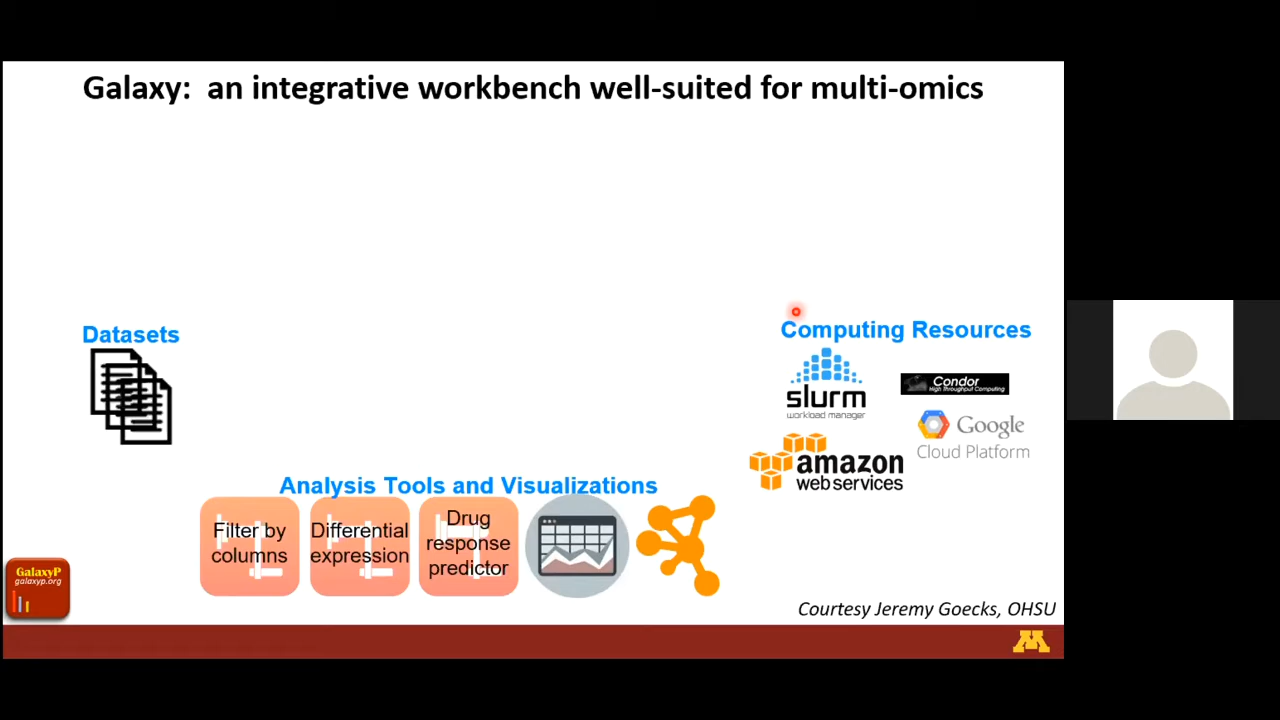 Galaxy: an integrative workbench well-suited for multi-omics
Datasets
Computing Resources
slurm
workload manager
Condor
High Throughput Computing
Google
Cloud Platform
amazon
web services
Analysis Tools and Visualizations
Filter by
columns
Differential
expression
Drug
response
predictor
GalaxyP
galaxyp.org
Courtesy Jeremy Goecks, OHSU
M